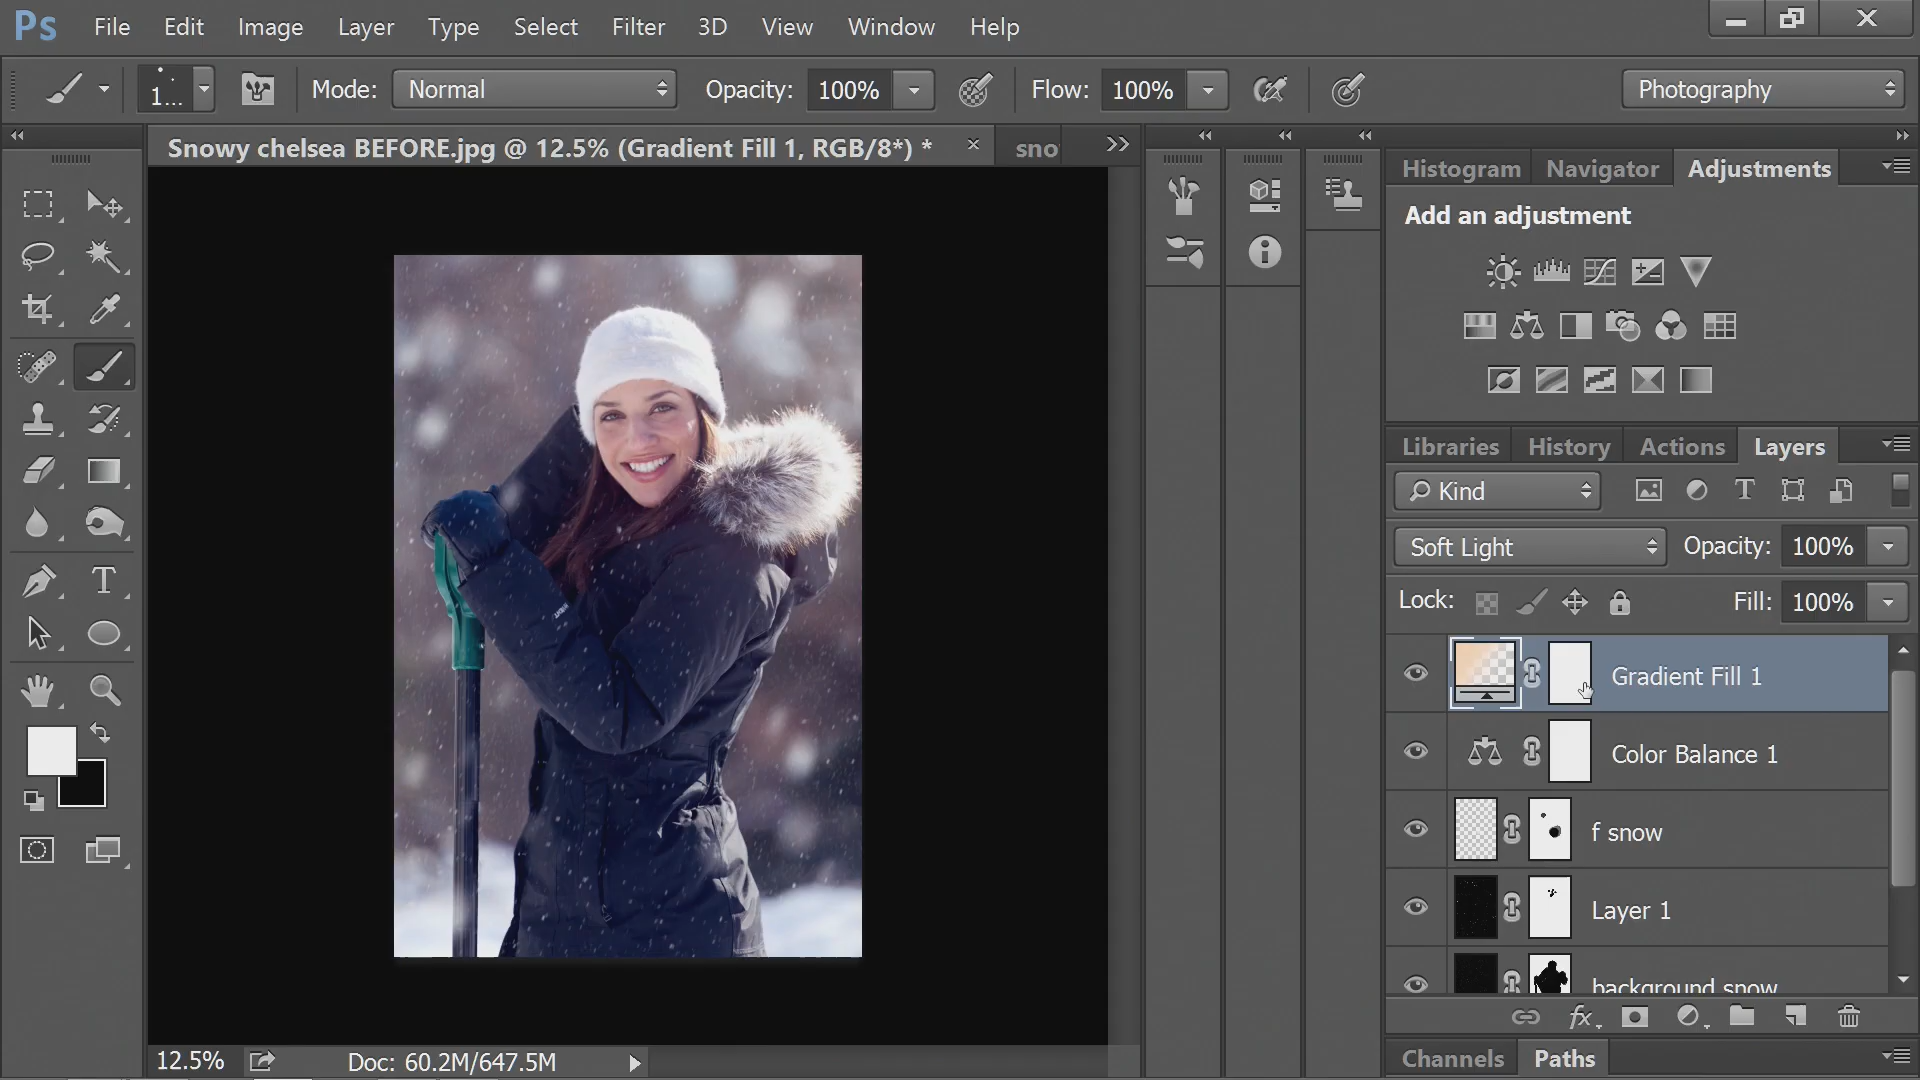 Ps File Edit Image Layer Type Select Filter 3D View Window Help
1... Mode: Normal Opacity: 100% Flow: 100% Photography
Snowy chelsea BEFORE.jpg @ 12.5% (Gradient Fill 1, RGB/8*) * × sno
Histogram Navigator Adjustments
Add an adjustment
Libraries History Actions Layers
Kind
Soft Light Opacity: 100%
Lock: Fill: 100%
Gradient Fill 1
Color Balance 1
f snow
Layer 1
background snow
12.5% Doc: 60.2M/647.5M
Channels Paths